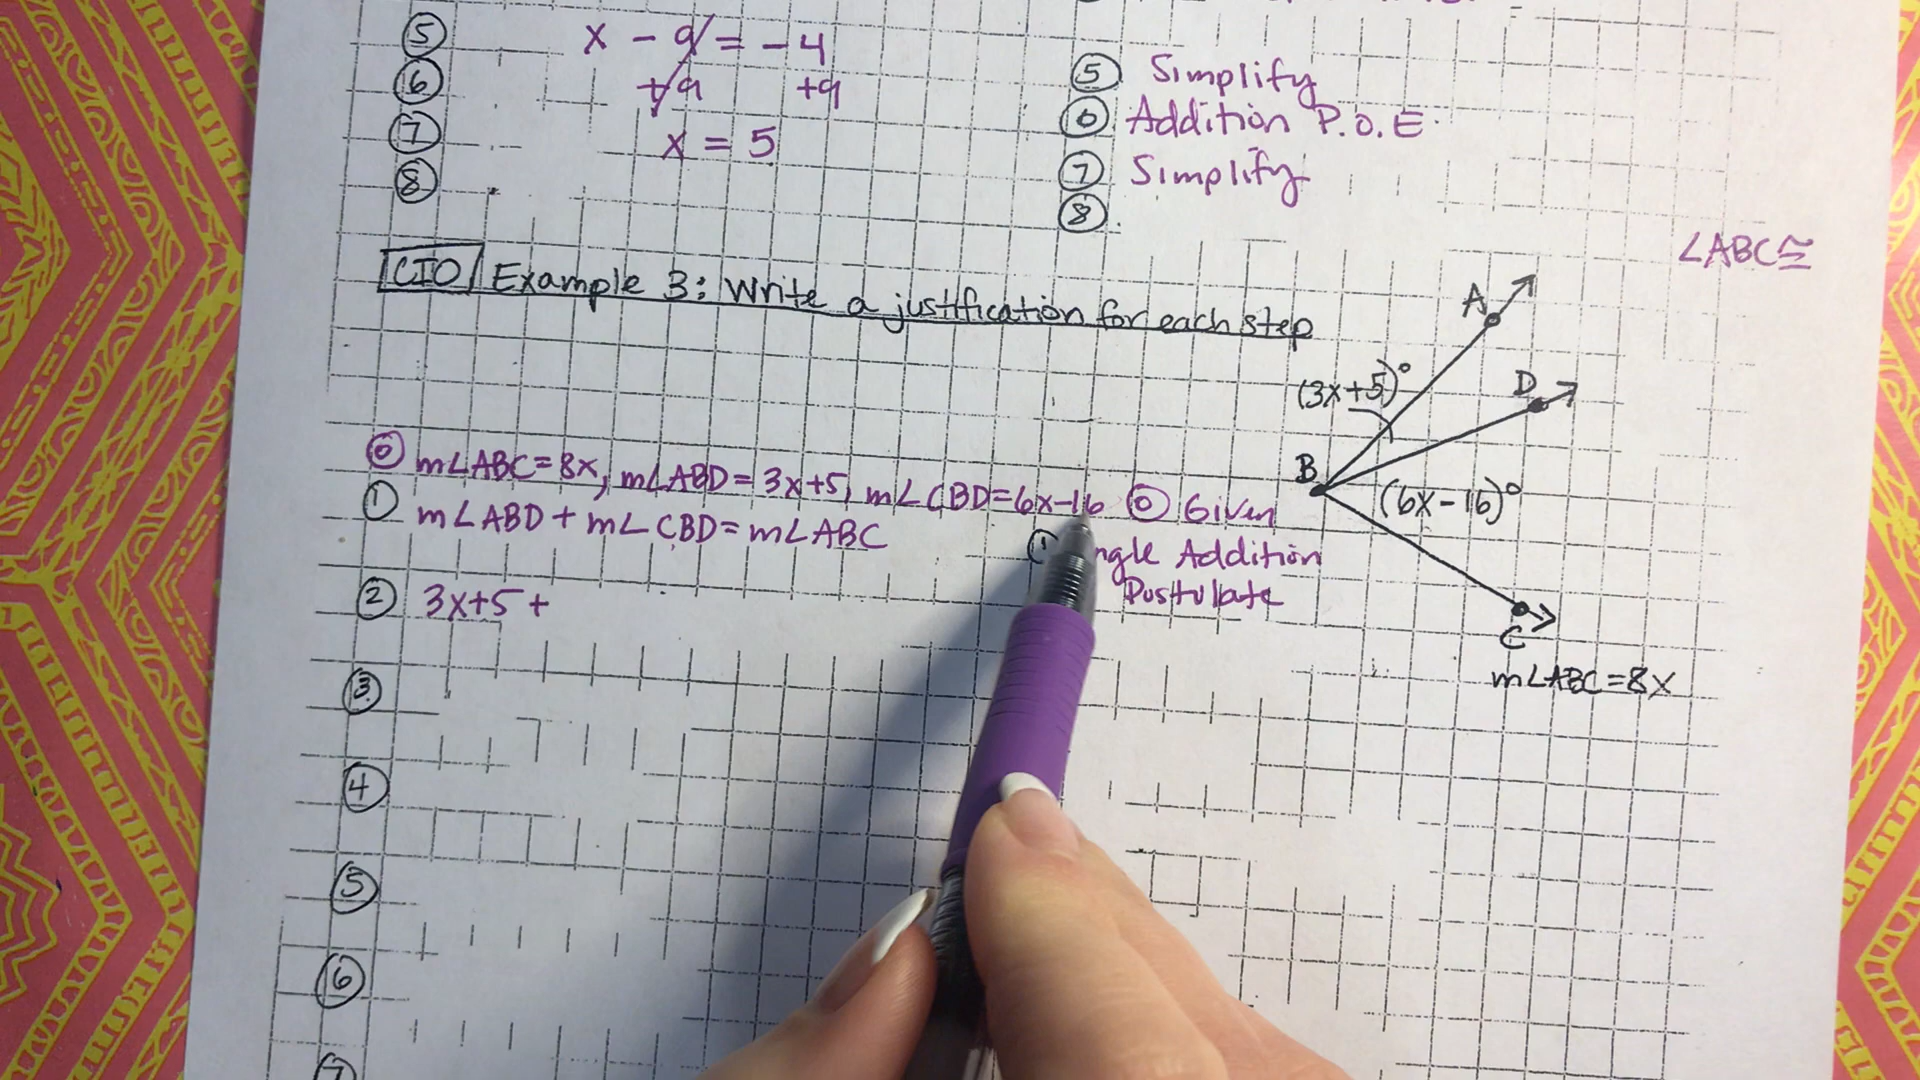 ⑤ x - 9 = -4
⑥ +9 +9
⑦ x = 5
⑧
⑤ Simplify
⑥ Addition P.O.E.
⑦ Simplify
⑧
∠ABC≅
CIO Example 3: Write a justification for each step
A
D
(3x+5)°
B
(6x-16)°
C
m∠ABC=8x
⓪ m∠ABC=8x, m∠ABD=3x+5, m∠CBD=6x-16 ⓪ Given
① m∠ABD + m∠CBD = m∠ABC
① ngle Addition
Postulate
② 3x+5+
③
④
⑤
⑥
⑦